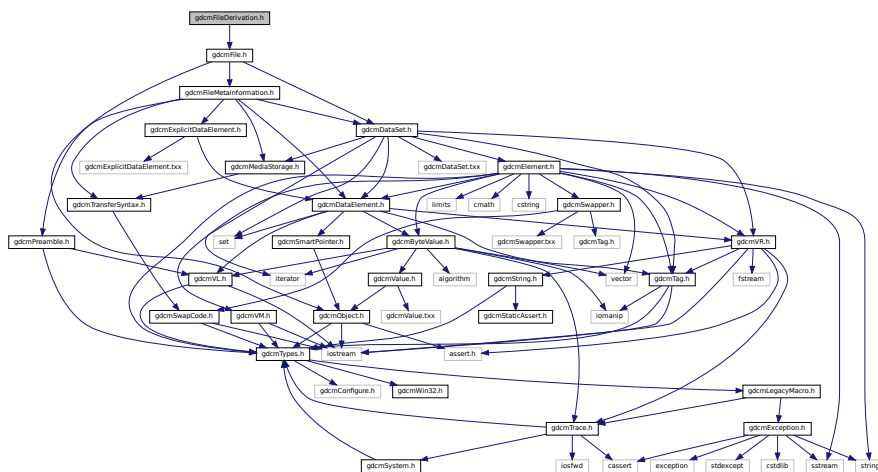 gdcmFileDerivation.h
gdcmFile.h
gdcmFileMetaInformation.h
gdcmExplicitDataElement.h
gdcmDataSet.h
gdcmExplicitDataElement.txx
gdcmMediaStorage.h
gdcmDataSet.txx
gdcmElement.h
gdcmTransferSyntax.h
gdcmDataElement.h
limits
cmath
cstring
gdcmSwapper.h
gdcmPreamble.h
set
gdcmSmartPointer.h
gdcmByteValue.h
gdcmSwapper.txx
gdcmTag.h
gdcmVR.h
gdcmVL.h
iterator
gdcmValue.h
algorithm
gdcmString.h
vector
gdcmTag.h
fstream
gdcmSwapCode.h
gdcmVM.h
gdcmObject.h
gdcmValue.txx
gdcmStaticAssert.h
iomanip
gdcmTypes.h
iostream
assert.h
gdcmConfigure.h
gdcmWin32.h
gdcmLegacyMacro.h
gdcmTrace.h
gdcmException.h
gdcmSystem.h
iosfwd
cassert
exception
stdexcept
cstdlib
sstream
string